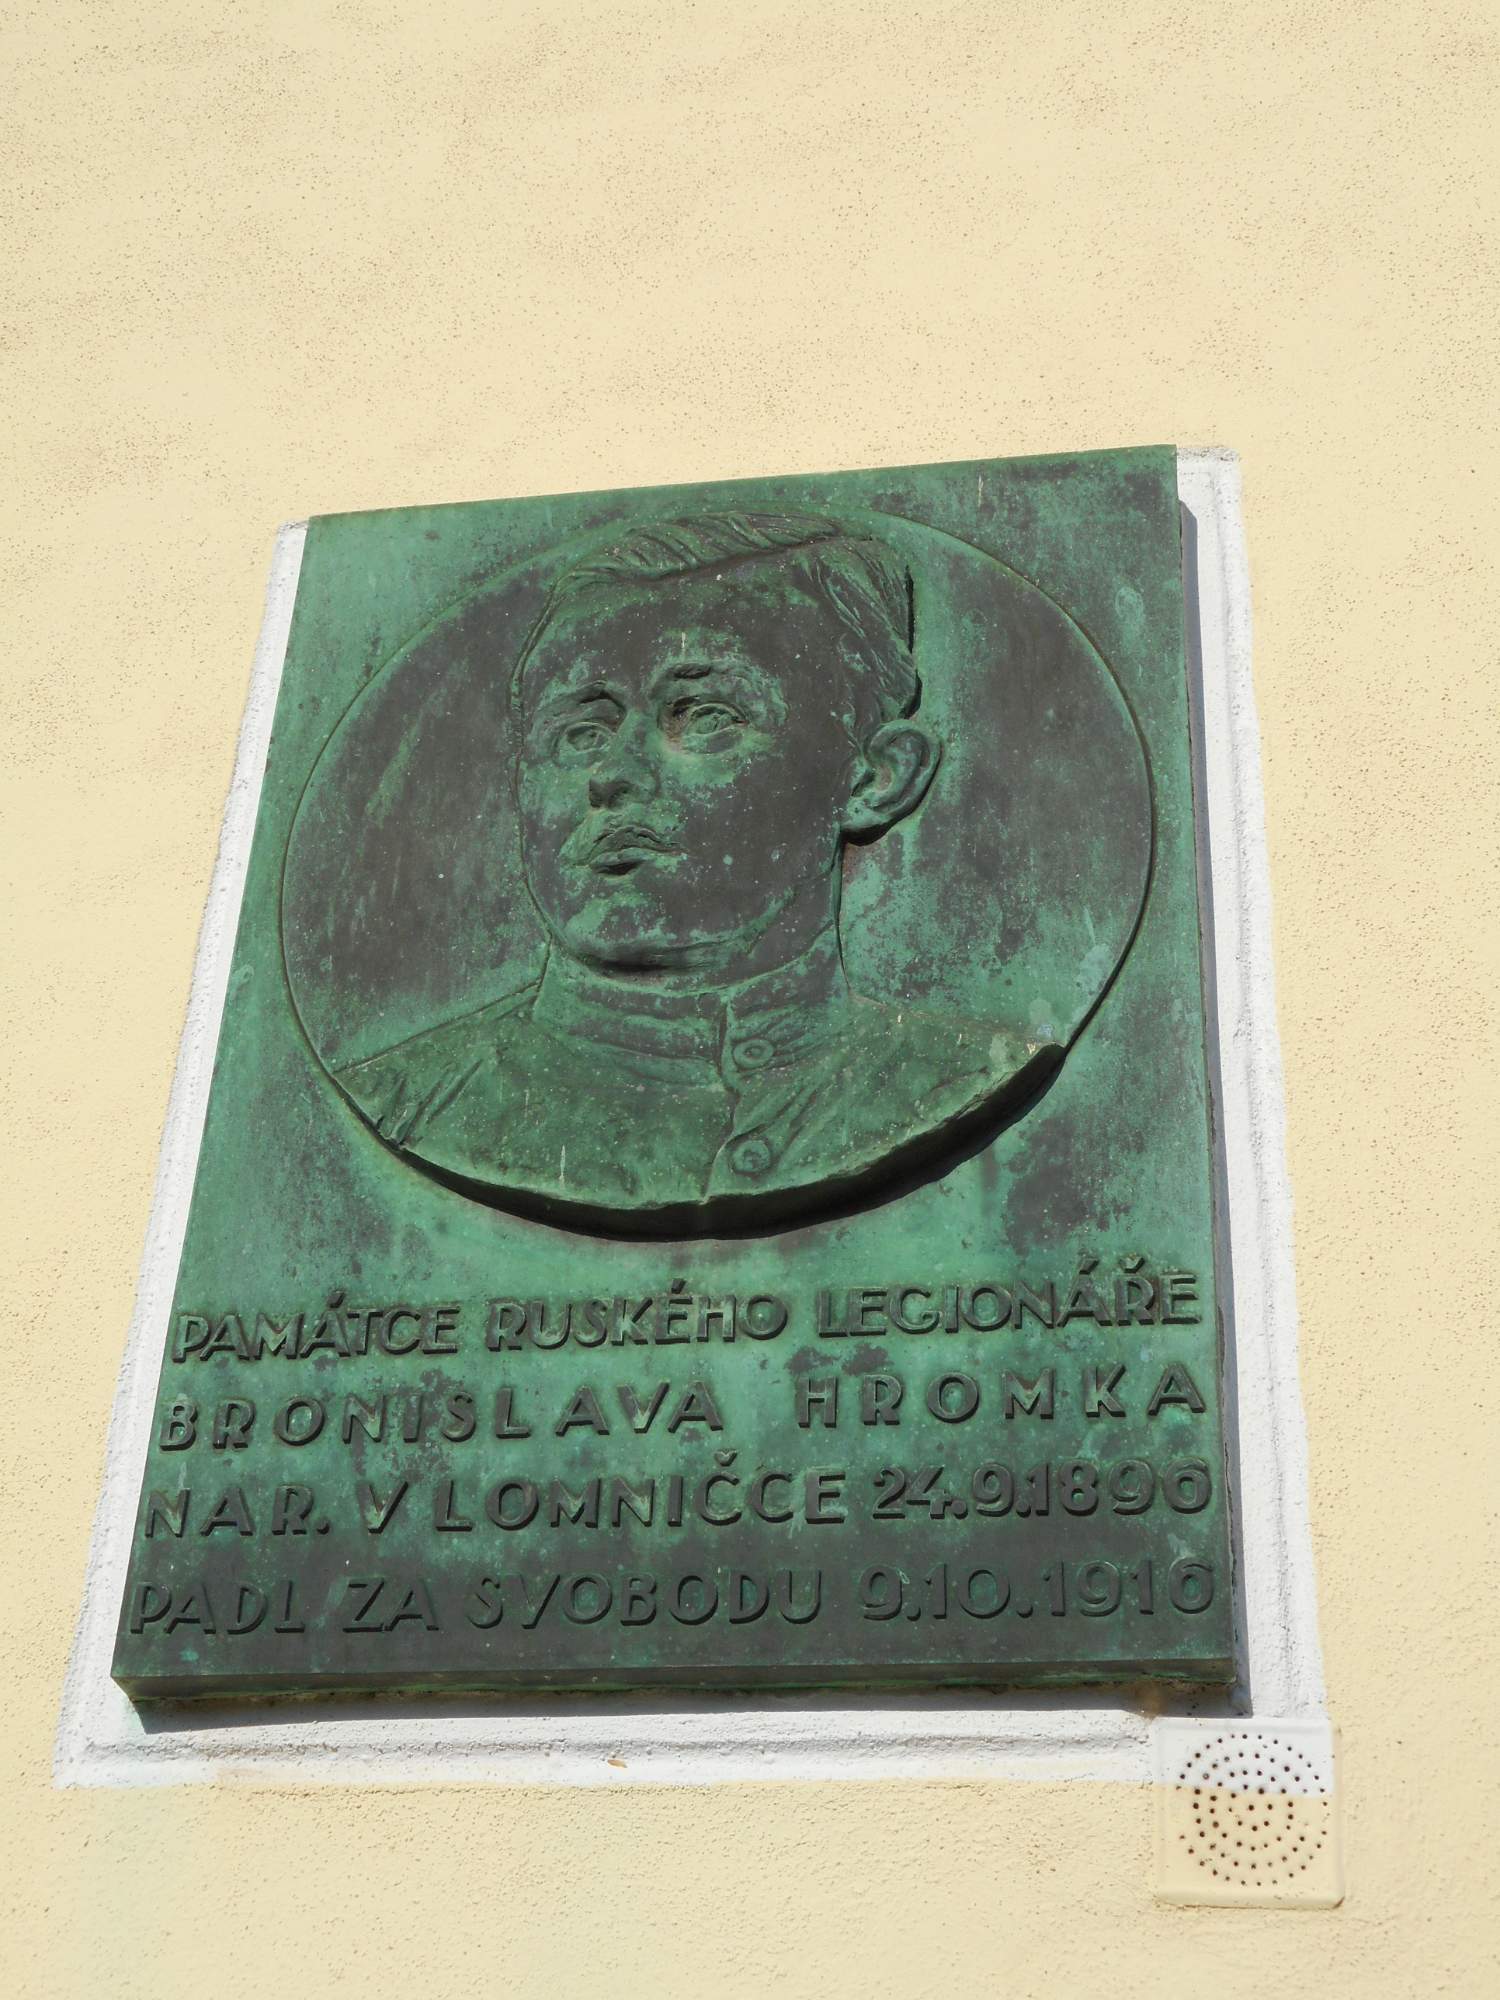 PAMÁTCE RUSKÉHO LEGIONÁŘE
BRONISLAVA HROMKA
NAR. V LOMNIČCE 24.9.1896
PADL ZA SVOBODU 9.10.1916